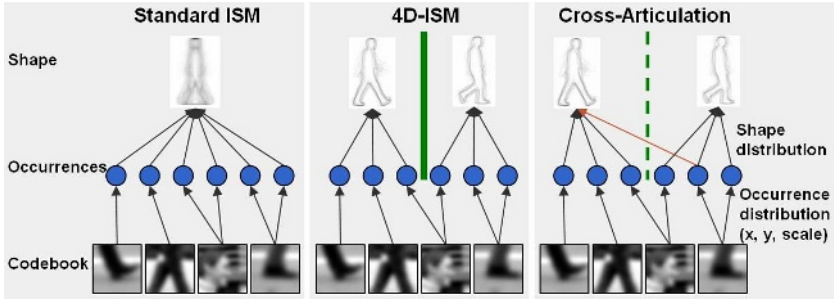 Standard ISM
4D-ISM
Cross-Articulation
Shape
Occurrences
Codebook
Shape
distribution
Occurrence
distribution
(x, y, scale)